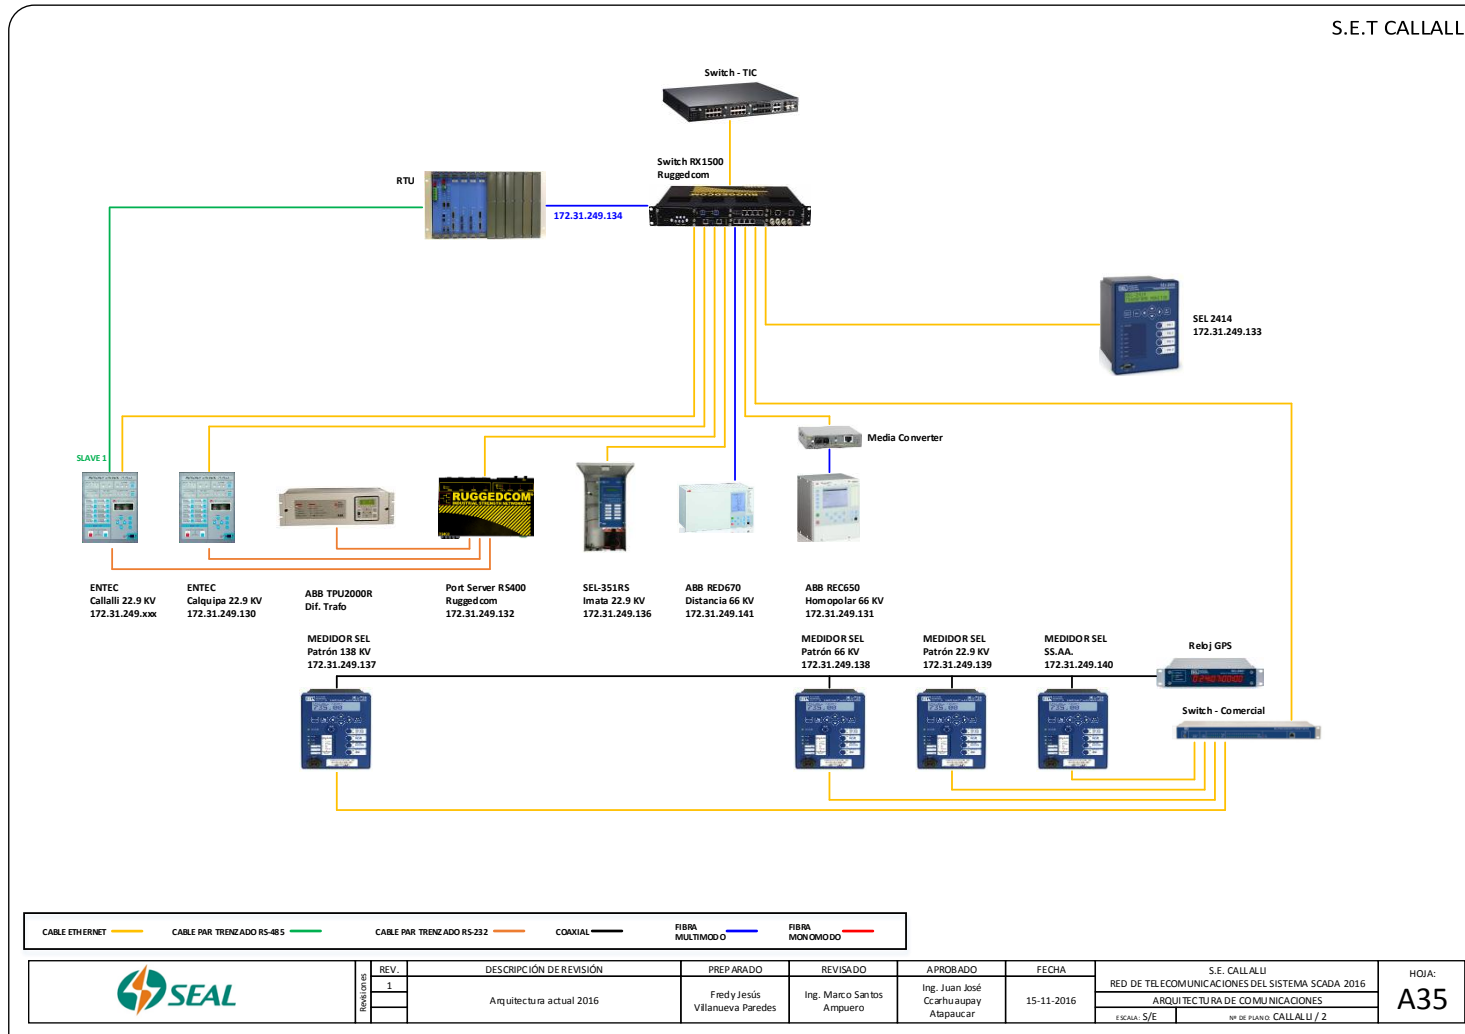 S.E.T CALLALLI
Switch - TIC
Switch RX1500
Ruggedcom
RTU
172.31.249.134
SEL 2414
172.31.249.133
Media Converter
SLAVE 1
RUGGEDCOM
INDUSTRIAL STRENGTH NETWORKS
ENTEC
Callalli 22.9 KV
172.31.249.xxx
ENTEC
Calquipa 22.9 KV
172.31.249.130
ABB TPU2000R
Dif. Trafo
Port Server RS400
Ruggedcom
172.31.249.132
SEL-351RS
Imata 22.9 KV
172.31.249.136
ABB RED670
Distancia 66 KV
172.31.249.141
ABB REC650
Homopolar 66 KV
172.31.249.131
MEDIDOR SEL
Patrón 138 KV
172.31.249.137
MEDIDOR SEL
Patrón 66 KV
172.31.249.138
MEDIDOR SEL
Patrón 22.9 KV
172.31.249.139
MEDIDOR SEL
SS.AA.
172.31.249.140
Reloj GPS
Switch - Comercial
CABLE ETHERNET
CABLE PAR TRENZADO RS-485
CABLE PAR TRENZADO RS-232
COAXIAL
FIBRA
MULTIMODO
FIBRA
MONOMODO
SEAL
Revisiones
REV.
DESCRIPCIÓN DE REVISIÓN
PREPARADO
REVISADO
APROBADO
FECHA
1
Arquitectura actual 2016
Fredy Jesús
Villanueva Paredes
Ing. Marco Santos
Ampuero
Ing. Juan José
Ccarhuaupay
Atapaucar
15-11-2016
S.E. CALLALLI
RED DE TELECOMUNICACIONES DEL SISTEMA SCADA 2016
ARQUITECTURA DE COMUNICACIONES
ESCALA: S/E
Nº DE PLANO: CALLALLI / 2
HOJA:
A35